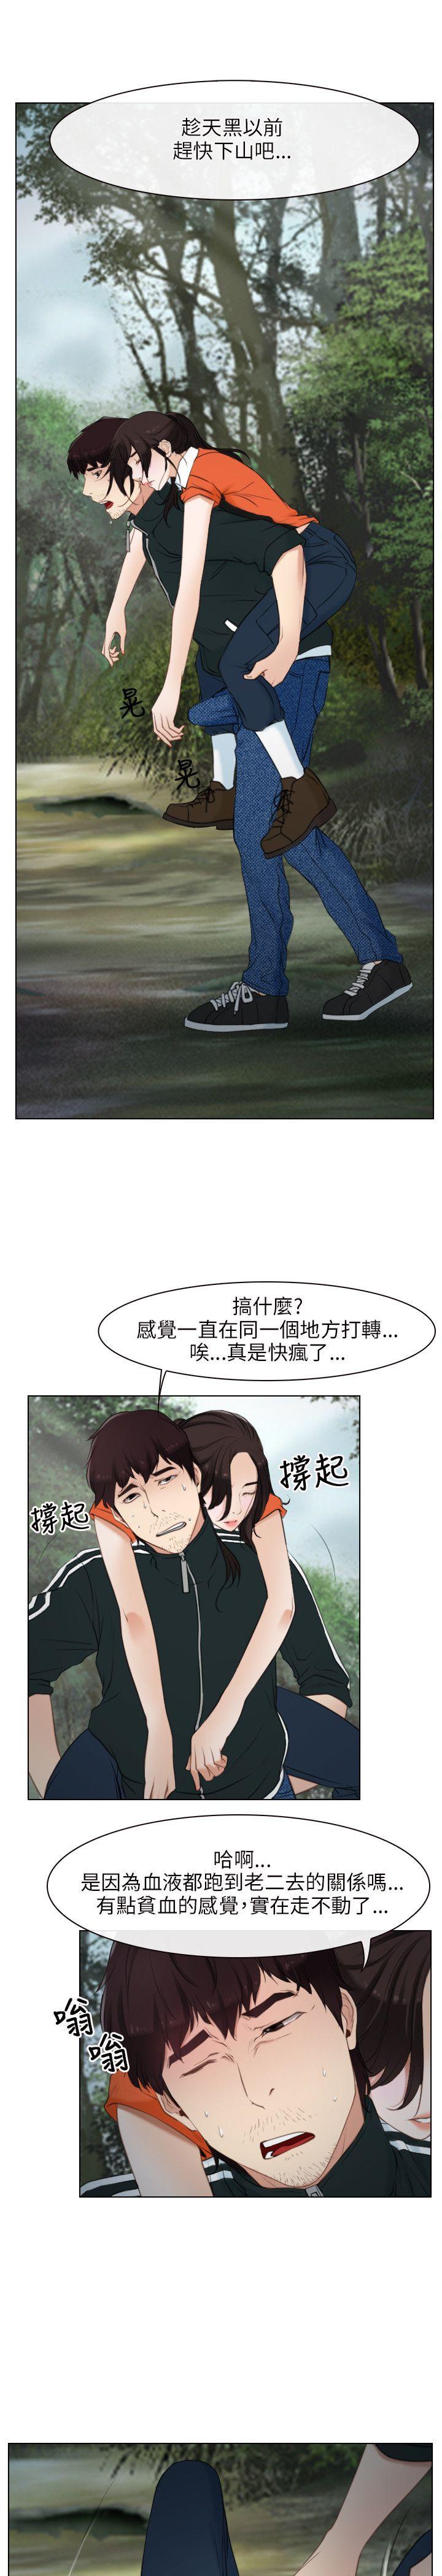 趁天黑以前
趕快下山吧...
晃
晃
搞什麼?
感覺一直在同一個地方打轉...
唉...真是快瘋了...
撐起
撐起
哈啊...
是因為血液都跑到老二去的關係嗎...
有點貧血的感覺,實在走不動了...
嗡
嗡